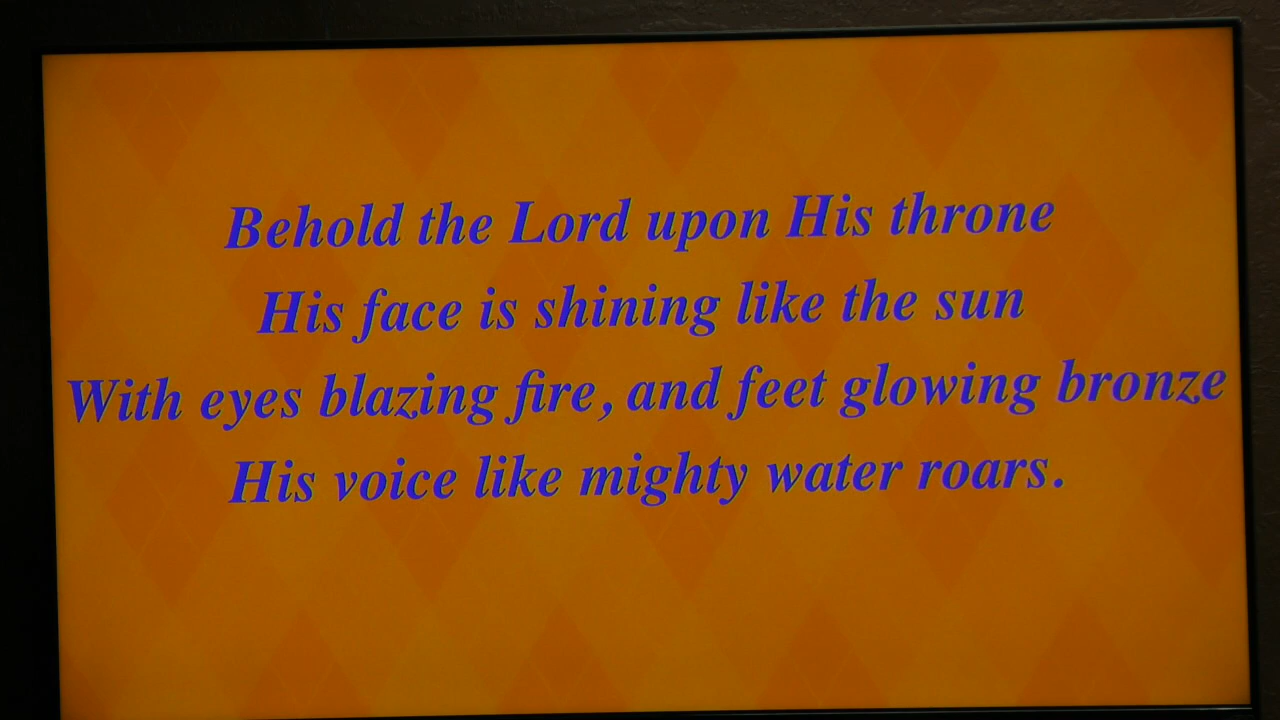 Behold the Lord upon His throne
His face is shining like the sun
With eyes blazing fire, and feet glowing bronze
His voice like mighty water roars.